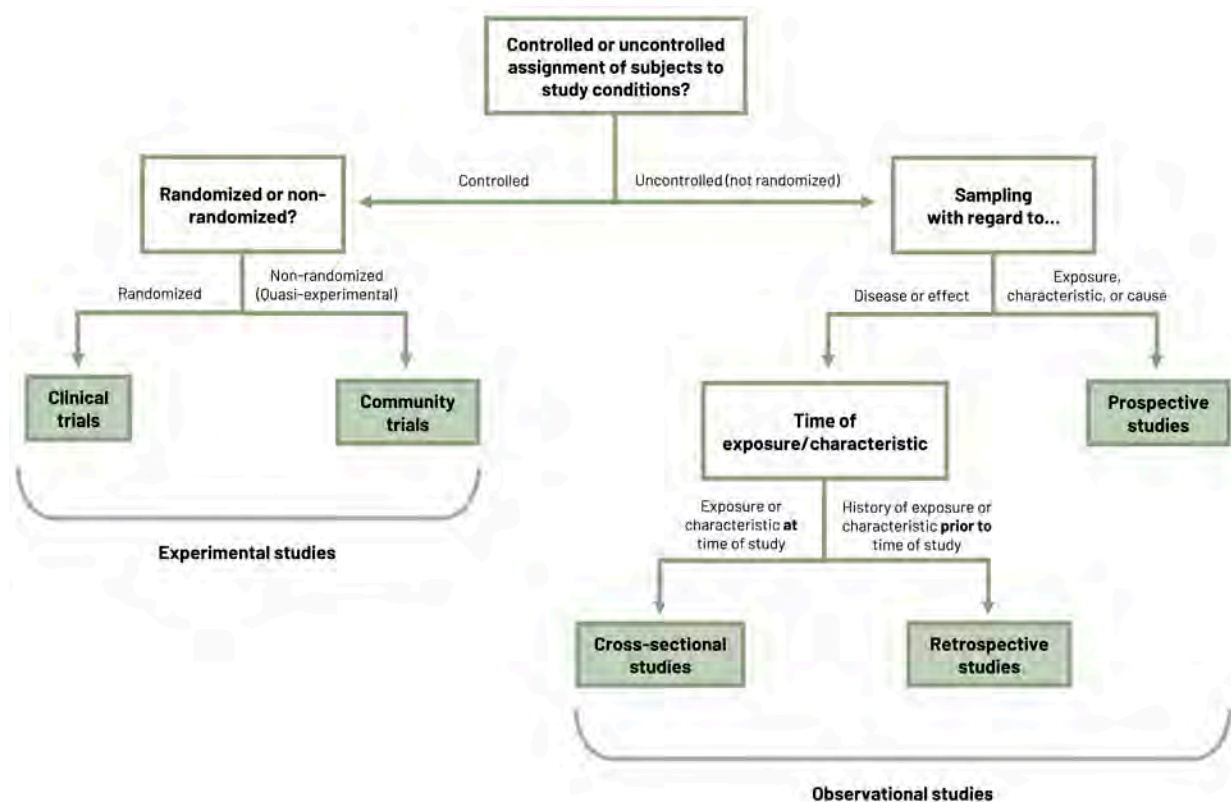 Controlled or uncontrolled
assignment of subjects to
study conditions?
Controlled
Uncontrolled (not randomized)
Randomized or non-
randomized?
Sampling
with regard to...
Randomized
Non-randomized
(Quasi-experimental)
Disease or effect
Exposure,
characteristic, or cause
Clinical
trials
Community
trials
Time of
exposure/characteristic
Prospective
studies
Exposure or
characteristic at
time of study
History of exposure or
characteristic prior to
time of study
Experimental studies
Cross-sectional
studies
Retrospective
studies
Observational studies